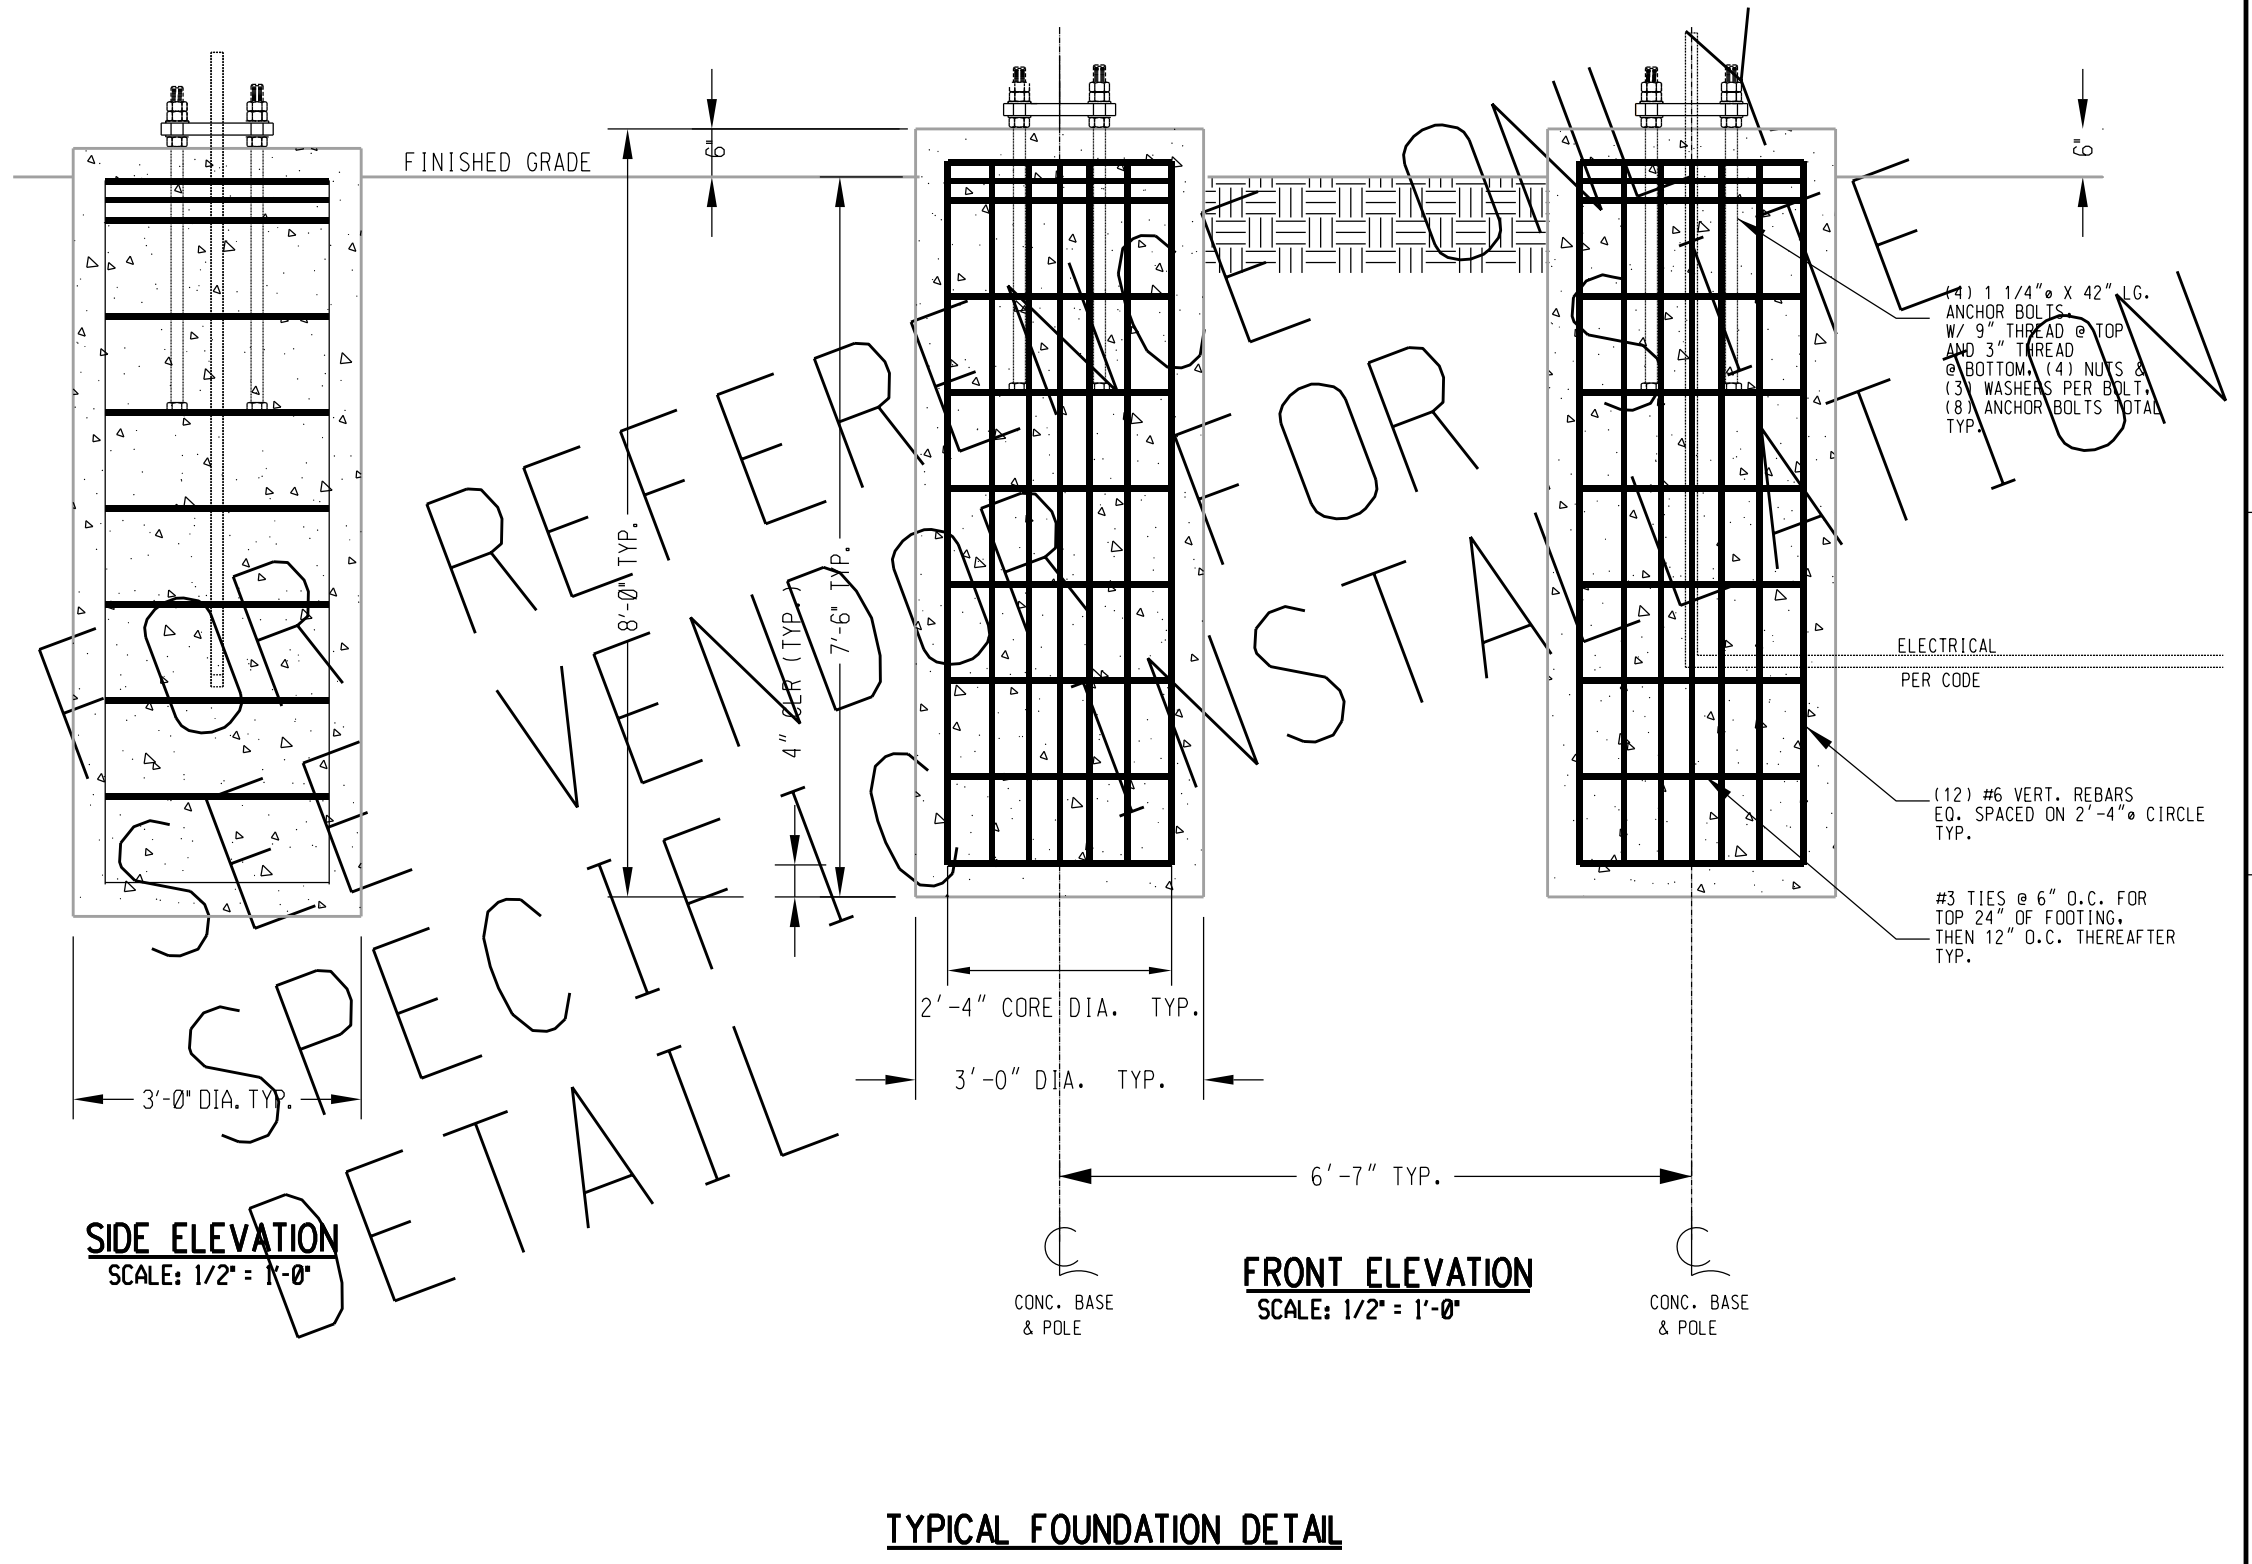 FINISHED GRADE
6"
8'-0" TYP.
7'-6" TYP.
4" CLR (TYP.)
6"
(4) 1 1/4"ø X 42" LG.
ANCHOR BOLTS.
W/ 9" THREAD @ TOP
AND 3" THREAD
@ BOTTOM. (4) NUTS &
(3) WASHERS PER BOLT.
(8) ANCHOR BOLTS TOTAL
TYP.
ELECTRICAL
PER CODE
(12) #6 VERT. REBARS
EQ. SPACED ON 2'-4"ø CIRCLE
TYP.
#3 TIES @ 6" O.C. FOR
TOP 24" OF FOOTING,
THEN 12" O.C. THEREAFTER
TYP.
2'-4" CORE DIA. TYP.
3'-0" DIA. TYP.
3'-0" DIA. TYP.
6'-7" TYP.
FOR REFERENCE ONLY
SEE VENDOR FOR SITE
SPECIFIC INSTALLATION
DETAIL
SIDE ELEVATION
SCALE: 1/2" = 1'-0"
FRONT ELEVATION
SCALE: 1/2" = 1'-0"
CONC. BASE
& POLE
CONC. BASE
& POLE
TYPICAL FOUNDATION DETAIL